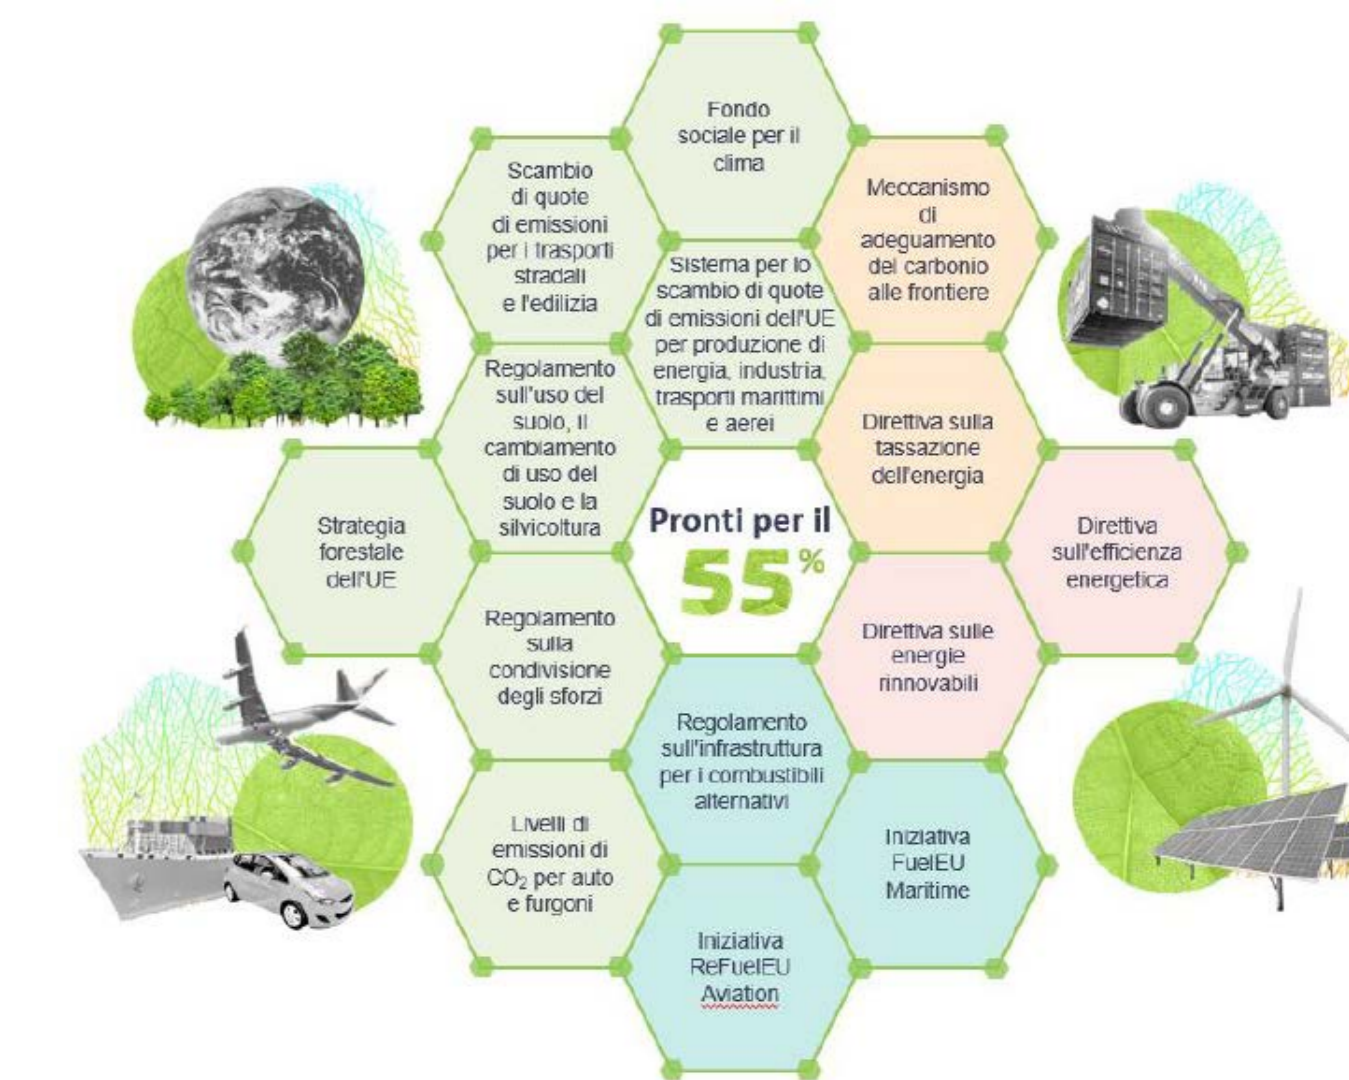 Fondo
sociale per il
clima
Scambio
di quote
di emissioni
per i trasporti
stradali
e l'edilizia
Meccanismo
di
adeguamento
del carbonio
alle frontiere
Sistema per lo
scambio di quote
di emissioni dell'UE
per produzione di
energia, industria,
trasporti marittimi
e aerei
Regolamento
sull'uso del
suolo, il
cambiamento
di uso del
suolo e la
silvicoltura
Direttiva sulla
tassazione
dell'energia
Strategia
forestale
dell'UE
Pronti per il
55%
Direttiva
sull'efficienza
energetica
Regolamento
sulla
condivisione
degli sforzi
Direttiva sulle
energie
rinnovabili
Regolamento
sull'infrastruttura
per i combustibili
alternativi
Livelli di
emissioni di
CO₂ per auto
e furgoni
Iniziativa
FuelEU
Maritime
Iniziativa
ReFuelEU
Aviation